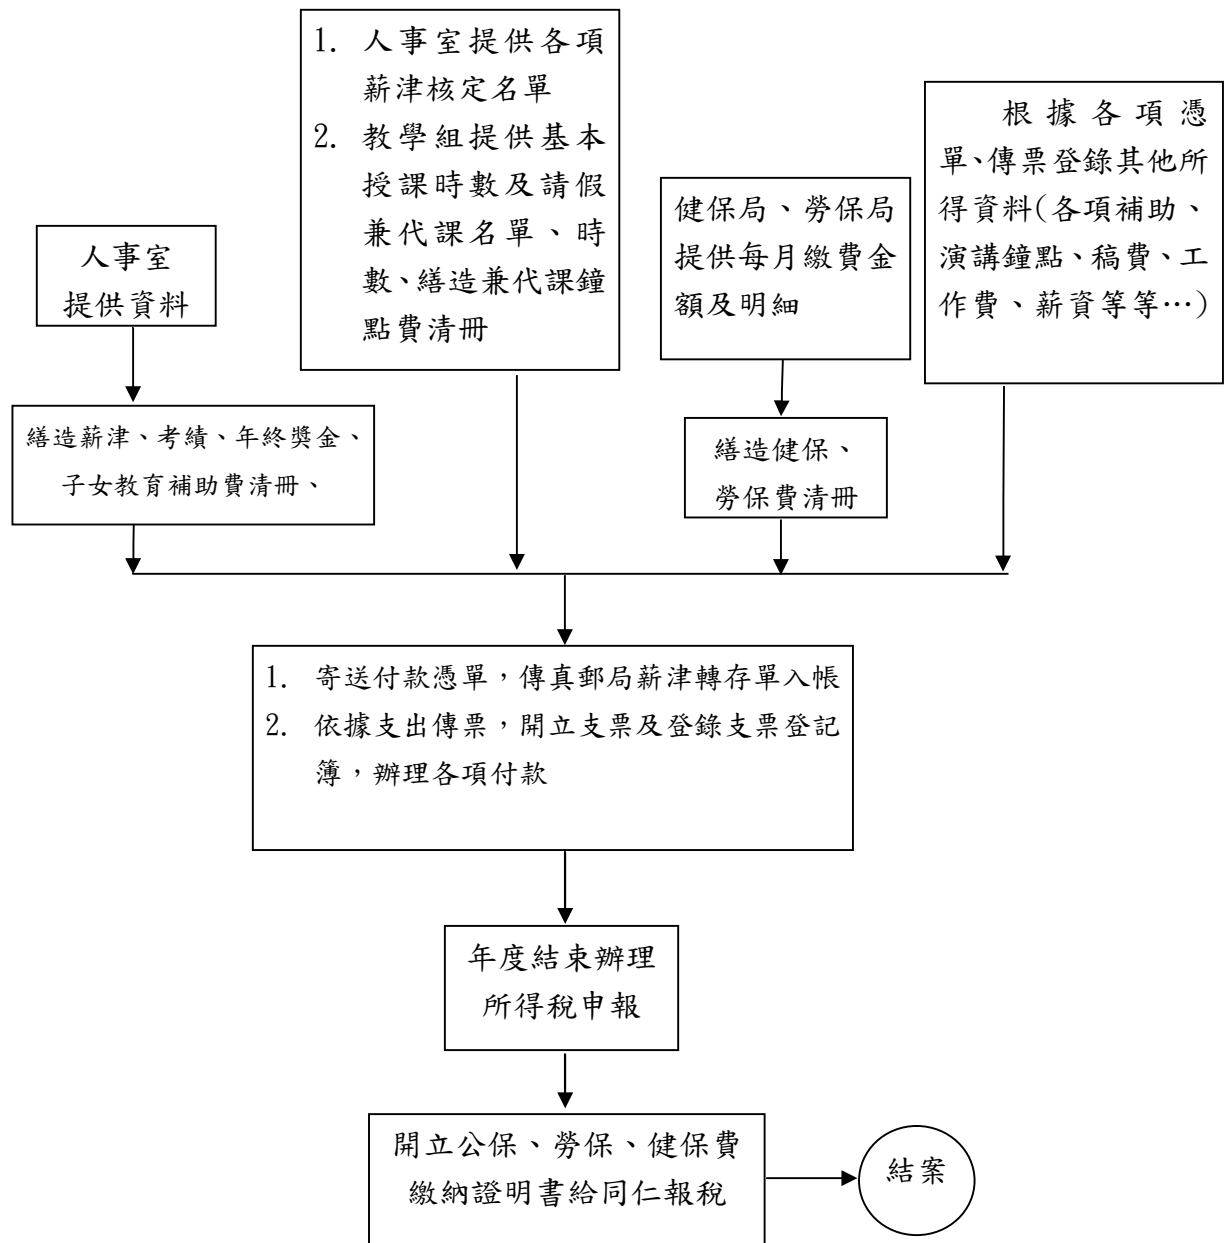 人事室
提供資料
繕造薪津、考績、年終獎金、
子女教育補助費清冊、
1. 人事室提供各項
薪津核定名單
2. 教學組提供基本
授課時數及請假
兼代課名單、時
數、繕造兼代課鐘
點費清冊
健保局、勞保局
提供每月繳費金
額及明細
繕造健保、
勞保費清冊
根據各項憑
單、傳票登錄其他所
得資料(各項補助、
演講鐘點、稿費、工
作費、薪資等等…)
1. 寄送付款憑單，傳真郵局薪津轉存單入帳
2. 依據支出傳票，開立支票及登錄支票登記
簿，辦理各項付款
年度結束辦理
所得稅申報
開立公保、勞保、健保費
繳納證明書給同仁報稅
結案